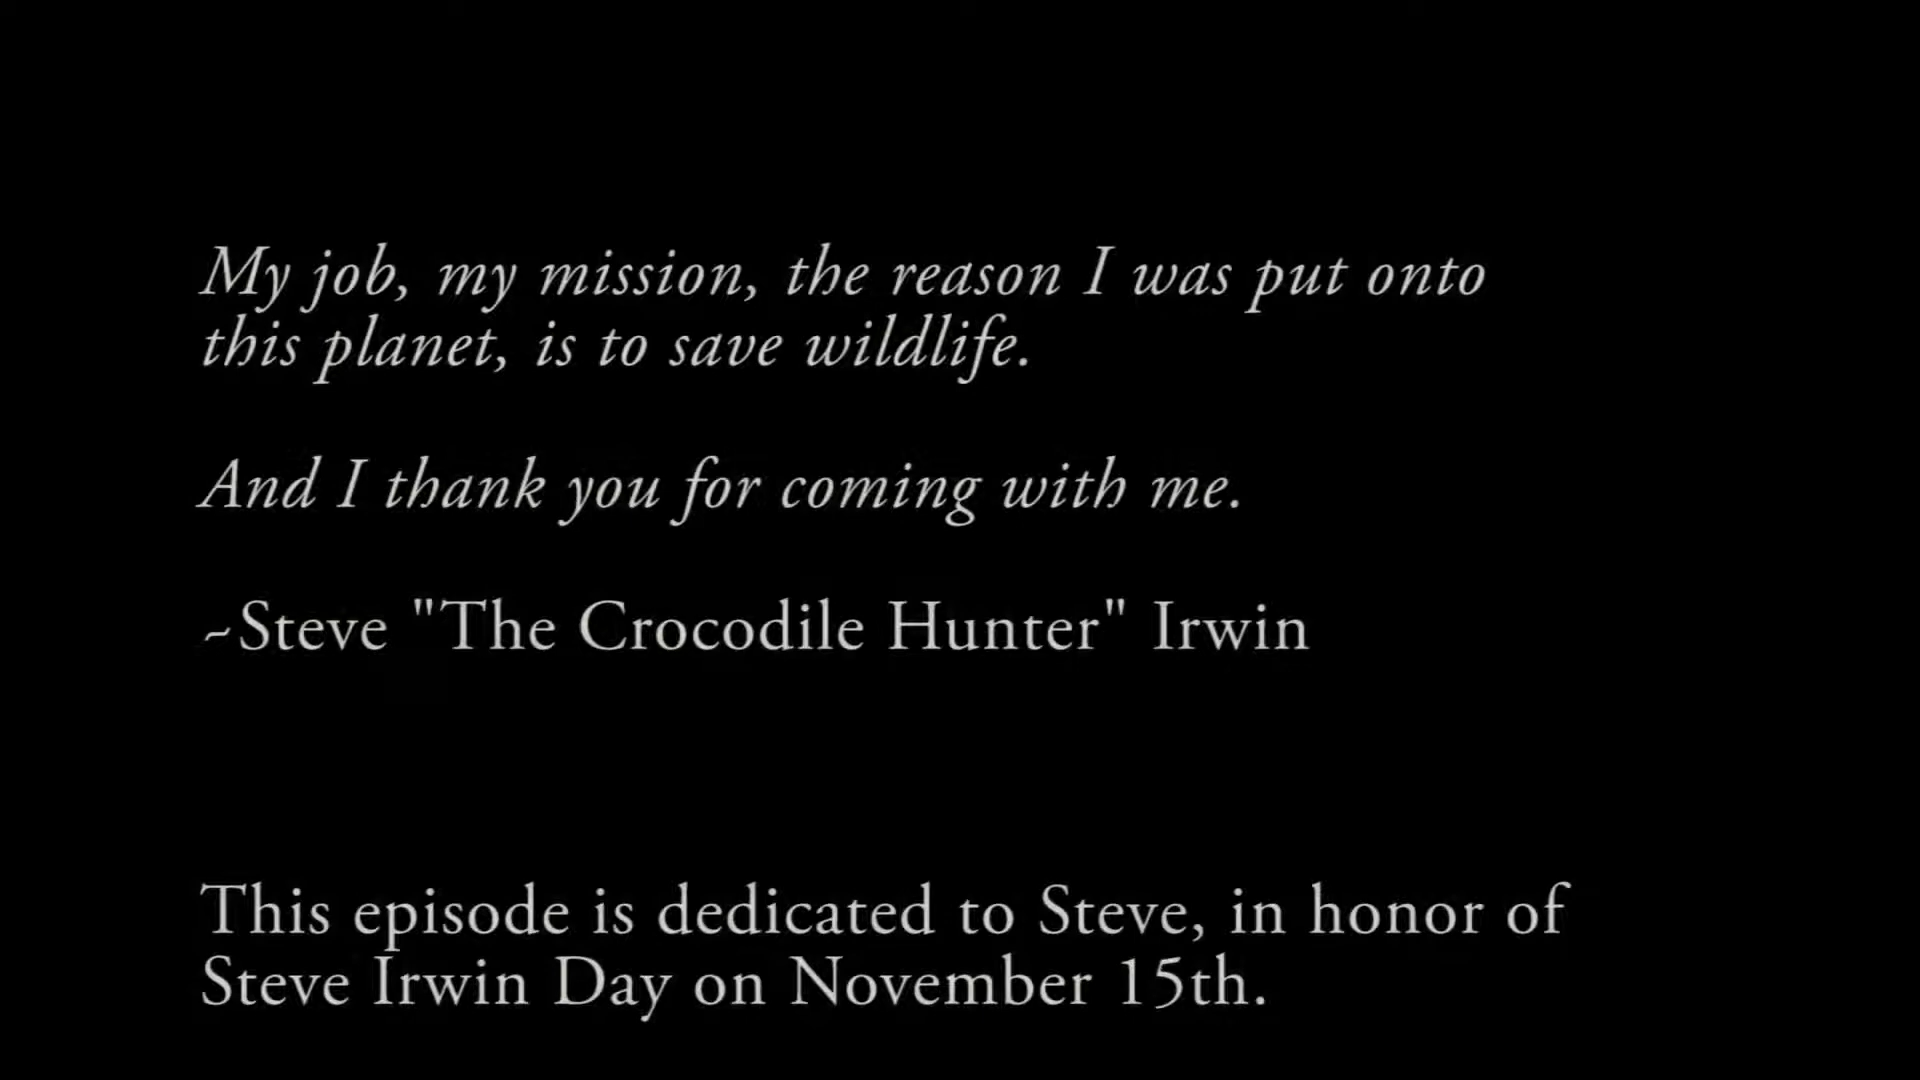 My job, my mission, the reason I was put onto
this planet, is to save wildlife.
And I thank you for coming with me.
~Steve "The Crocodile Hunter" Irwin
This episode is dedicated to Steve, in honor of
Steve Irwin Day on November 15th.